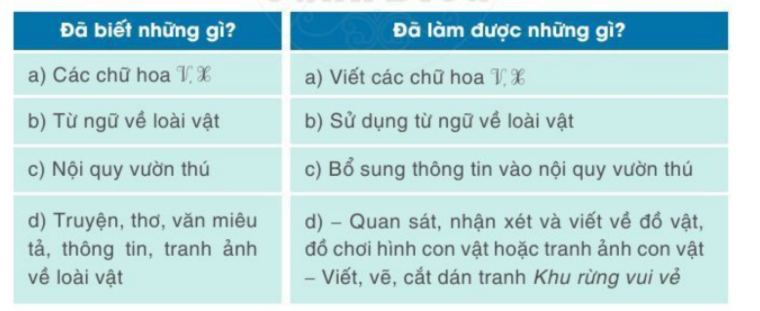 Đã biết những gì?
Đã làm được những gì?
a) Các chữ hoa V, X
a) Viết các chữ hoa V, X
b) Từ ngữ về loài vật
b) Sử dụng từ ngữ về loài vật
c) Nội quy vườn thú
c) Bổ sung thông tin vào nội quy vườn thú
d) Truyện, thơ, văn miêu
tả, thông tin, tranh ảnh
về loài vật
d) – Quan sát, nhận xét và viết về đồ vật,
đồ chơi hình con vật hoặc tranh ảnh con vật
– Viết, vẽ, cắt dán tranh Khu rừng vui vẻ